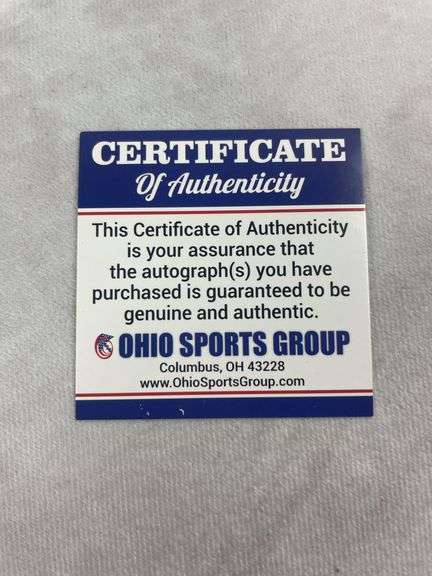 CERTIFICATE
Of Authenticity
This Certificate of Authenticity
is your assurance that
the autograph(s) you have
purchased is guaranteed to be
genuine and authentic.
OHIO SPORTS GROUP
Columbus, OH 43228
www.OhioSportsGroup.com